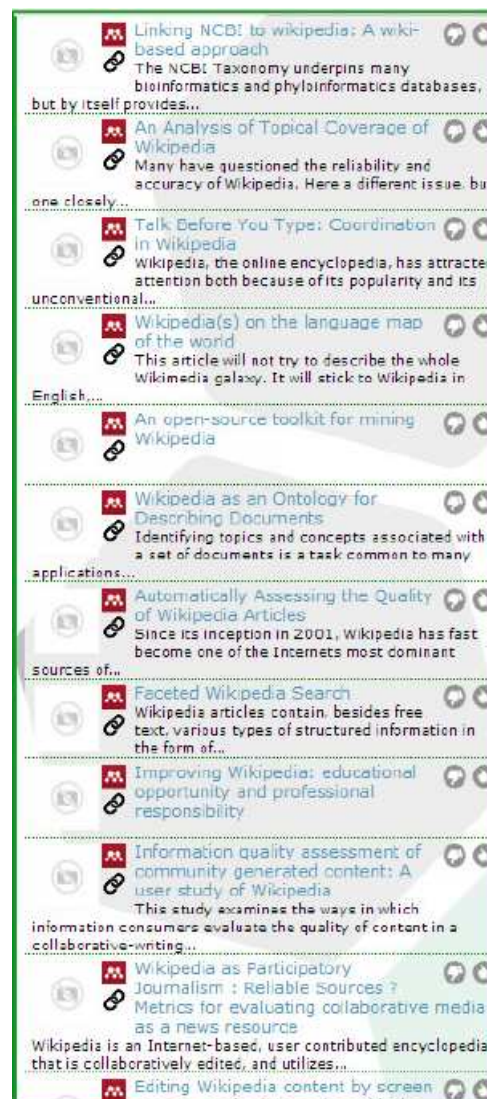 Linking NCBI to wikipedia: A wiki-
based approach
The NCBI Taxonomy underpins many
bioinformatics and phyloinformatics databases,
but by itself provides...
An Analysis of Topical Coverage of
Wikipedia
Many have questioned the reliability and
accuracy of Wikipedia. Here a different issue, bu
one closely...
Talk Before You Type: Coordination
in Wikipedia
Wikipedia, the online encyclopedia, has attracte
attention both because of its popularity and its
unconventional...
Wikipedia(s) on the language map
of the world
This article will not try to describe the whole
Wikimedia galaxy. It will stick to Wikipedia in
English,...
An open-source toolkit for mining
Wikipedia
Wikipedia as an Ontology for
Describing Documents
Identifying topics and concepts associated with
a set of documents is a task common to many
applications...
Automatically Assessing the Quality
of Wikipedia Articles
Since its inception in 2001, Wikipedia has fast
become one of the Internets most dominant
sources of...
Faceted Wikipedia Search
Wikipedia articles contain, besides free
text, various types of structured information in
the form of...
Improving Wikipedia: educational
opportunity and professional
responsibility
Information quality assessment of
community generated content: A
user study of Wikipedia
This study examines the ways in which
information consumers evaluate the quality of content in a
collaborative-writing...
Wikipedia as Participatory
Journalism : Reliable Sources ?
Metrics for evaluating collaborative media
as a news resource
Wikipedia is an Internet-based, user contributed encyclopedia
that is collaboratively edited, and utilizes...
Editing Wikipedia content by screen